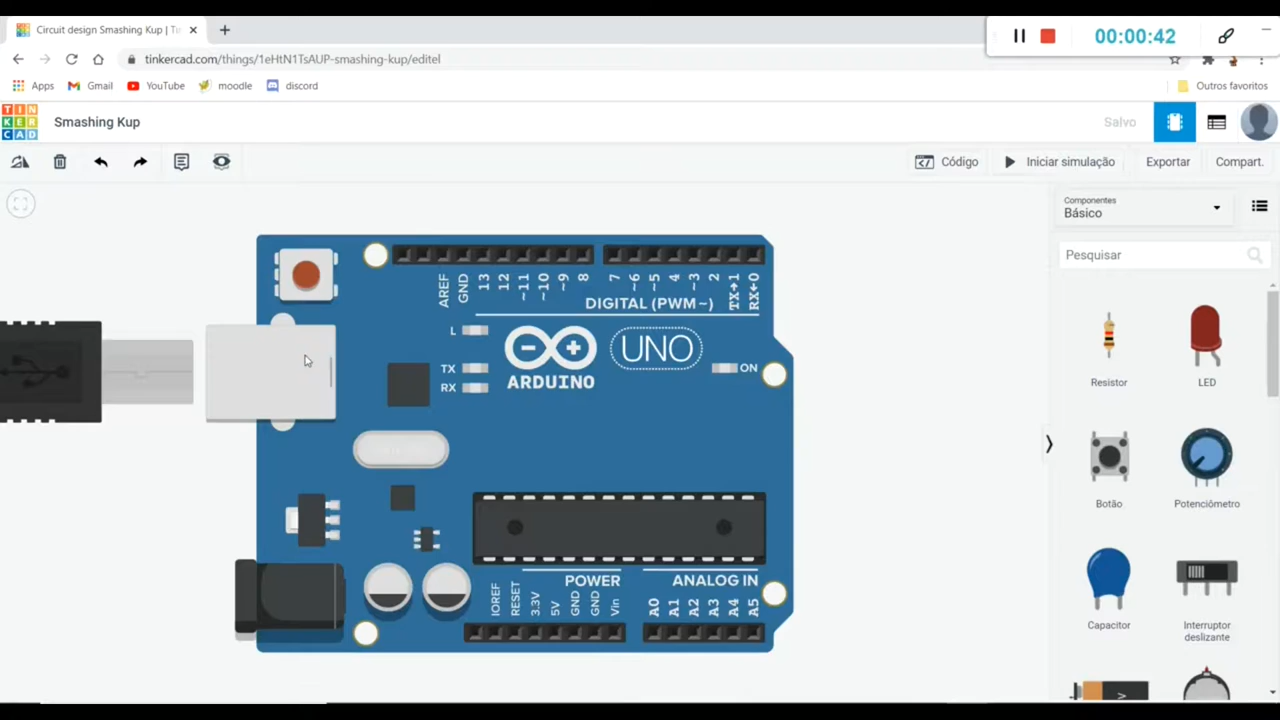 Circuit design Smashing Kup | Ti
00:00:42
tinkercad.com/things/1eHtN1TsAUP-smashing-kup/editel
Apps
Gmail
YouTube
moodle
discord
Outros favoritos
TIN
KER
CAD
Smashing Kup
Salvo
Código
Iniciar simulação
Exportar
Compart.
Componentes
Básico
Pesquisar
AREF
GND
13
12
~11
~10
~9
8
7
~6
~5
4
~3
2
TX→1
RX←0
DIGITAL (PWM~)
L
TX
RX
UNO
ARDUINO
ON
POWER
ANALOG IN
IOREF
RESET
3.3V
5V
GND
GND
Vin
A0
A1
A2
A3
A4
A5
Resistor
LED
Botão
Potenciômetro
Capacitor
Interruptor
deslizante